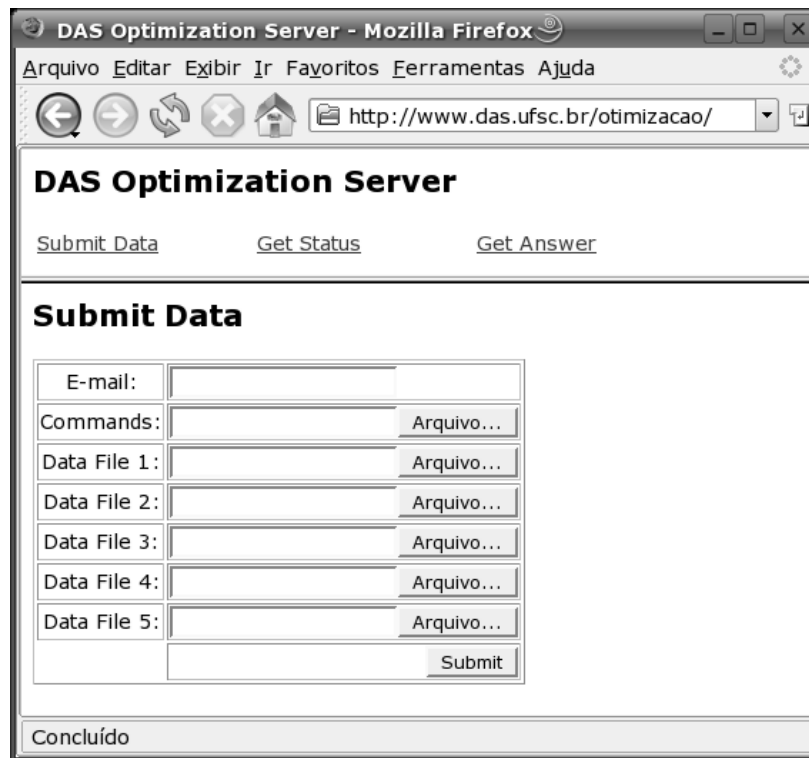 DAS Optimization Server - Mozilla Firefox
Arquivo Editar Exibir Ir Favoritos Ferramentas Ajuda
http://www.das.ufsc.br/otimizacao/
DAS Optimization Server
Submit Data Get Status Get Answer
Submit Data
E-mail:
Commands: Arquivo...
Data File 1: Arquivo...
Data File 2: Arquivo...
Data File 3: Arquivo...
Data File 4: Arquivo...
Data File 5: Arquivo...
Submit
Concluído